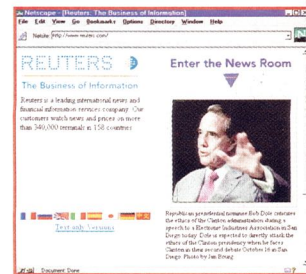 Netscape - [Reuters, The Business of Information]
File Edit View Go Bookmarks Options Directory Window Help
Netsite: http://www.reuters.com/
REUTERS
The Business of Information
Reuters is a leading international news and
financial information services company. Our
customers watch news and prices on more
than 340,000 terminals in 158 countries
Text only Versions
Enter the News Room
Republican presidential nominee Bob Dole criticizes
the ethics of the Clinton administration during a
speech to a Electronic Industries Association in San
Diego today. Dole is expected to directly attack the
ethics of the Clinton presidency when he faces
Clinton in their second debate October 16 in San
Diego. Photo by Jim Bourg
Document: Done